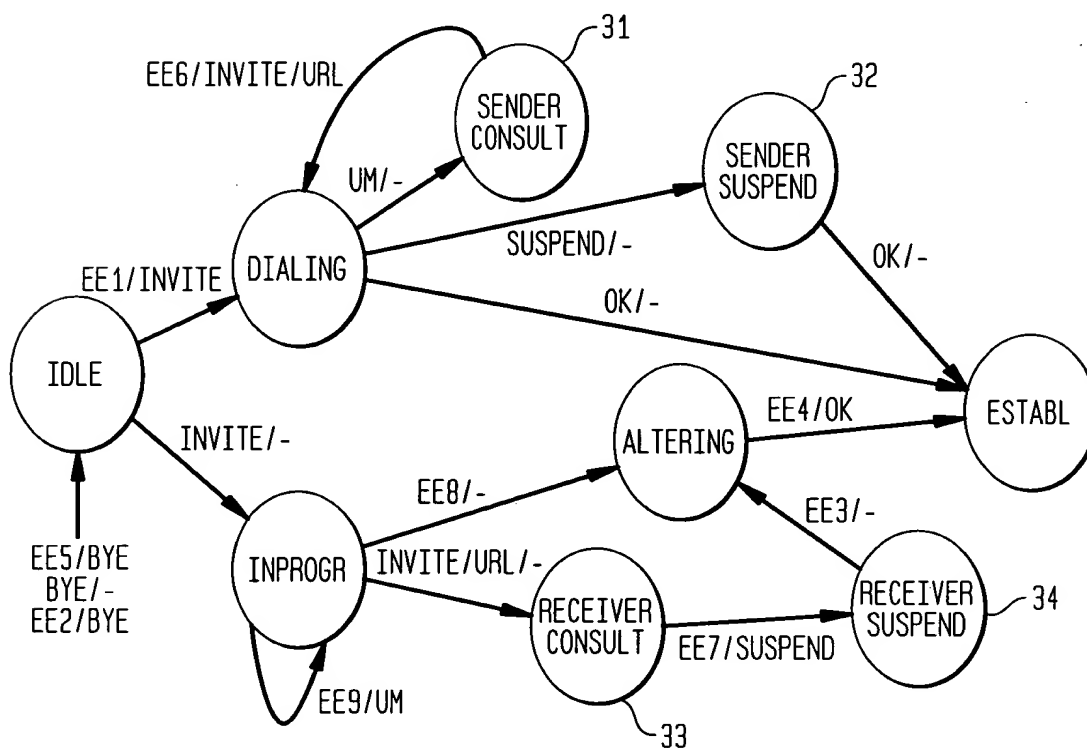 31
EE6/INVITE/URL
SENDER
CONSULT
32
SENDER
SUSPEND
UM/-
SUSPEND/-
DIALING
OK/-
EE1/INVITE
OK/-
IDLE
ESTABL
EE4/OK
ALTERING
INVITE/-
EE8/-
EE3/-
EE5/BYE
BYE/-
EE2/BYE
INPROGR
INVITE/URL/-
RECEIVER
CONSULT
RECEIVER
SUSPEND
34
EE7/SUSPEND
EE9/UM
33